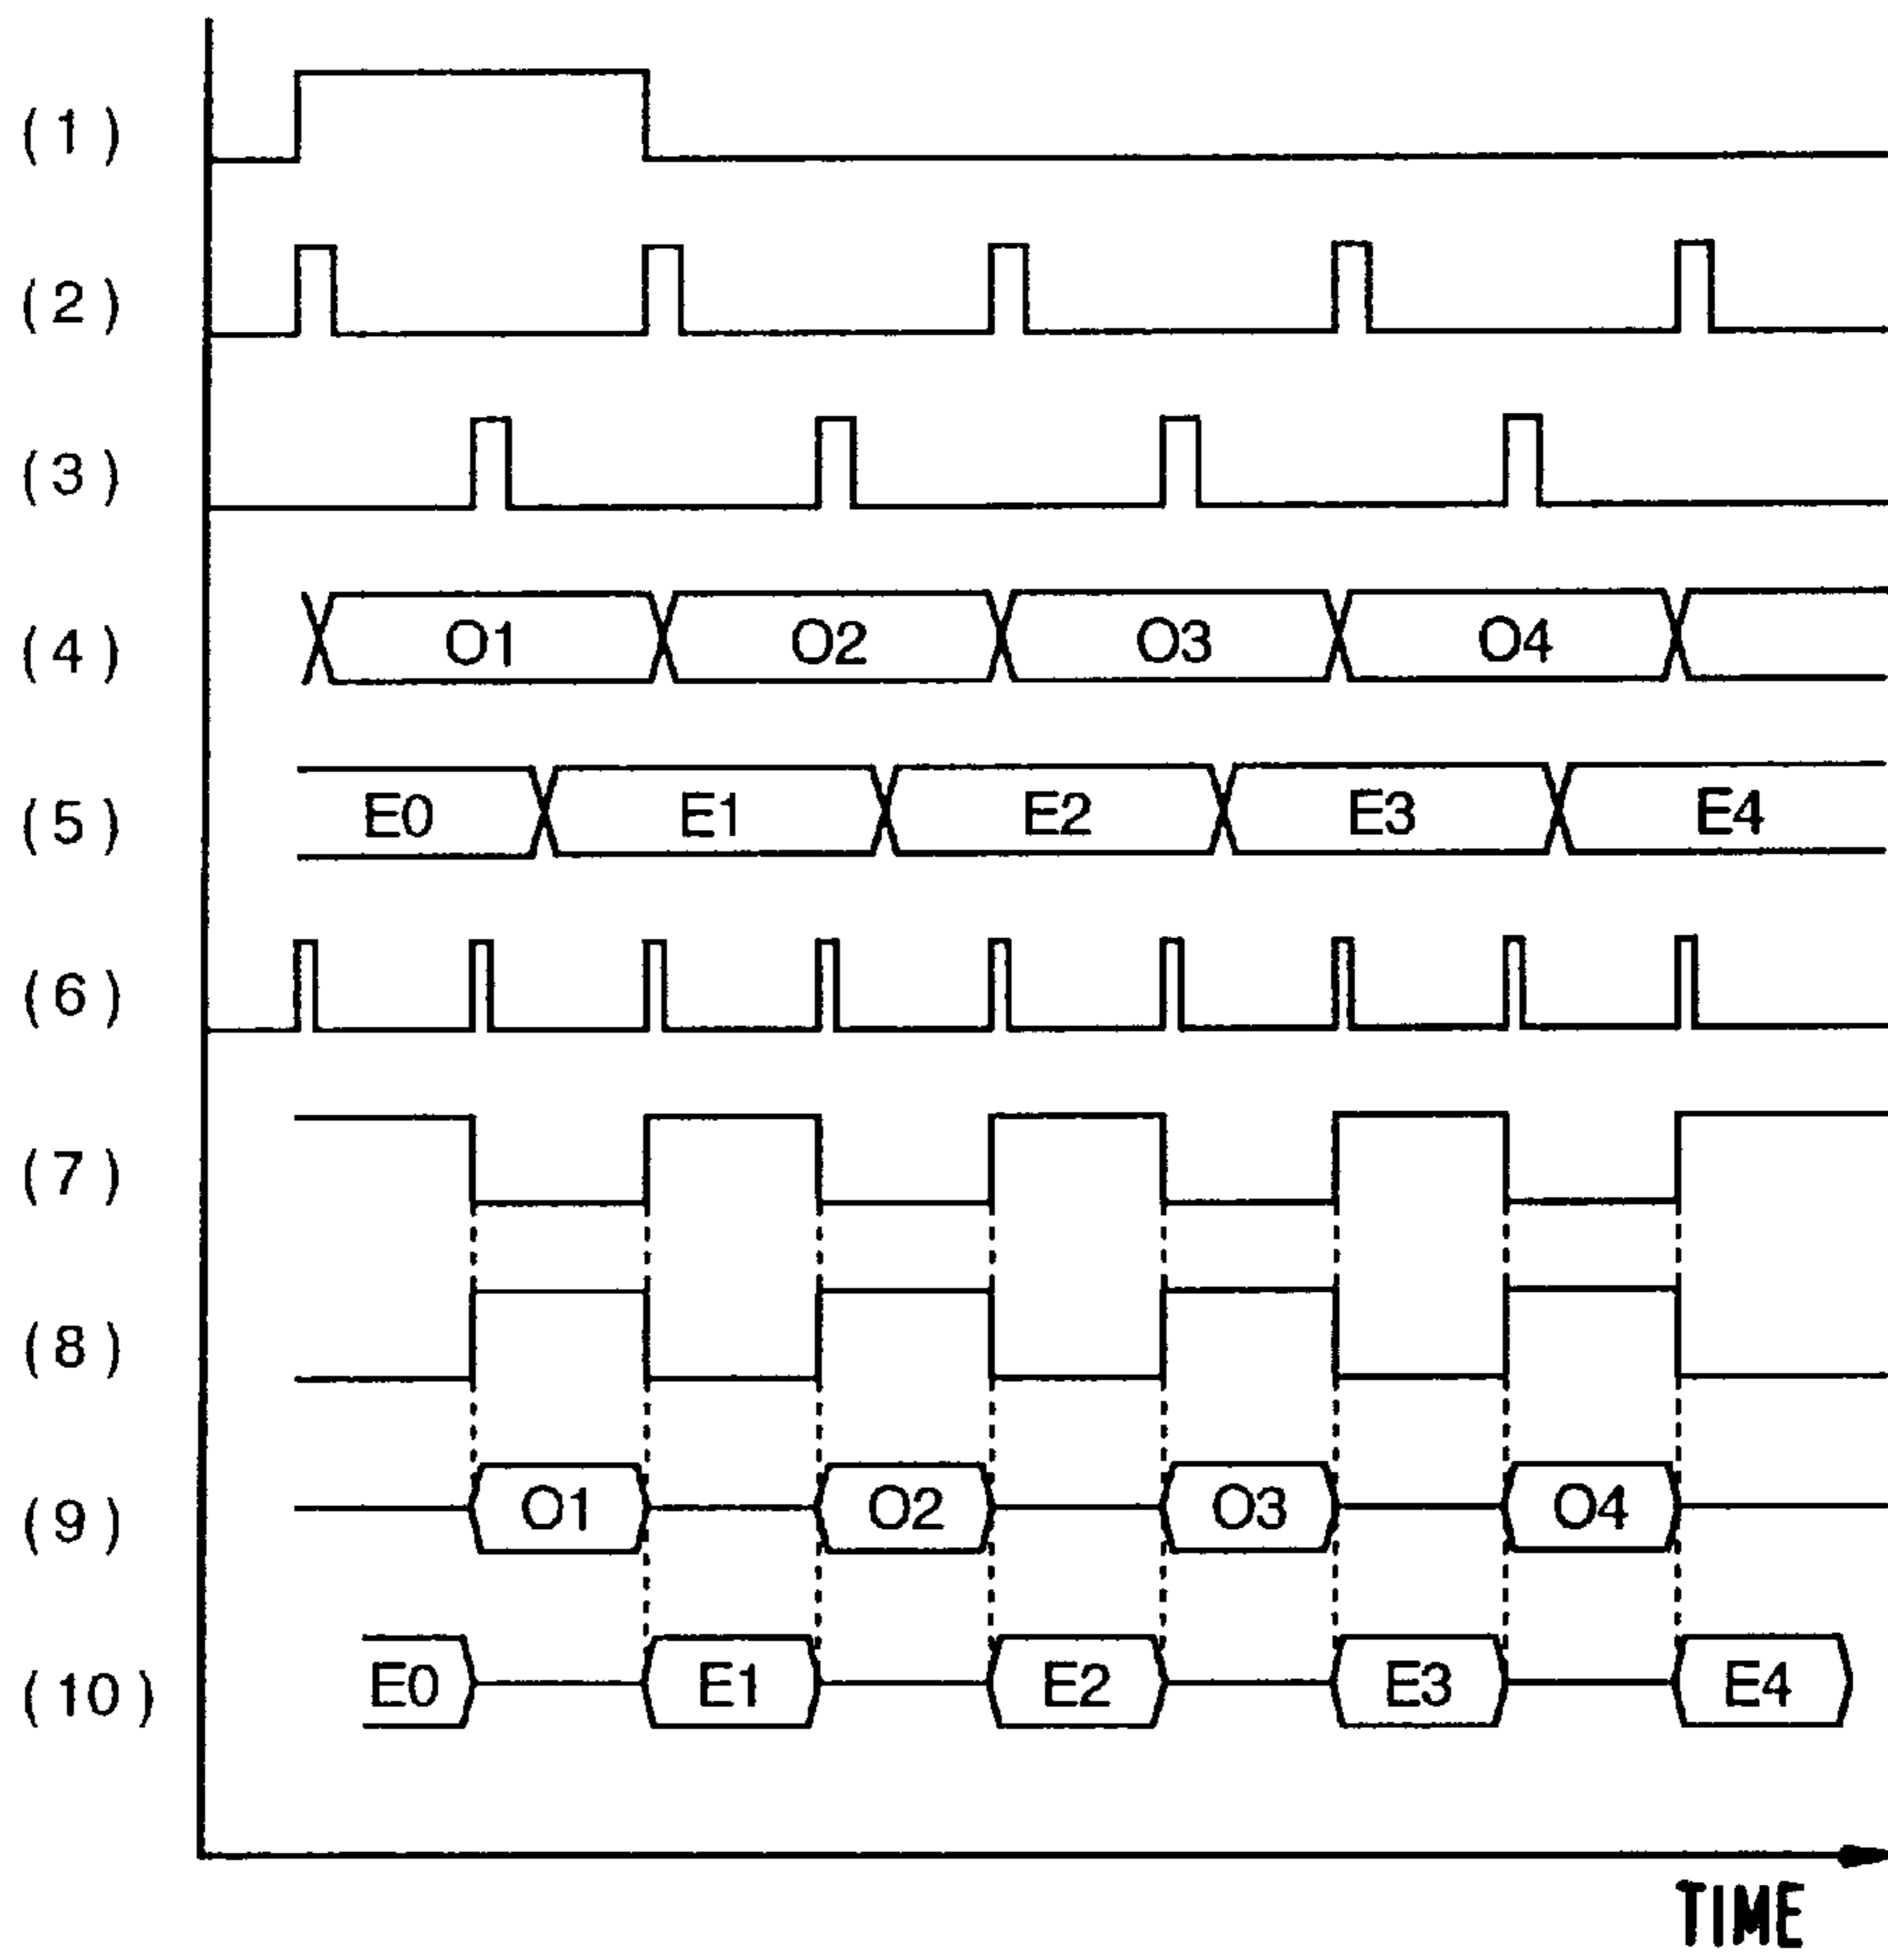 (1)
(2)
(3)
(4) O1 O2 O3 O4
(5) E0 E1 E2 E3 E4
(6)
(7)
(8)
(9) O1 O2 O3 O4
(10) E0 E1 E2 E3 E4
TIME